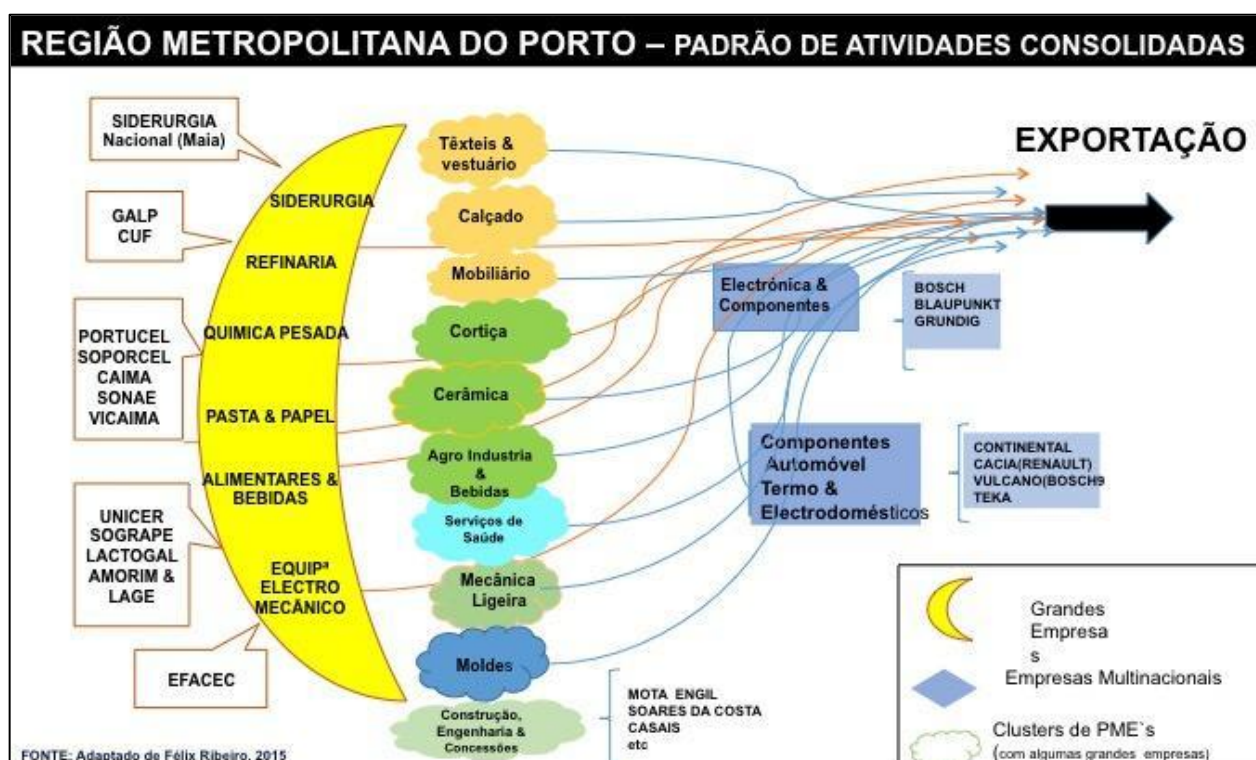 REGIÃO METROPOLITANA DO PORTO – PADRÃO DE ATIVIDADES CONSOLIDADAS
SIDERURGIA
Nacional (Maia)
GALP
CUF
PORTUCEL
SOPORCEL
CAIMA
SONAE
VICAIMA
UNICER
SOGRAPE
LACTOGAL
AMORIM &
LAGE
EFACEC
SIDERURGIA
REFINARIA
QUIMICA PESADA
PASTA & PAPEL
ALIMENTARES &
BEBIDAS
EQUIPª
ELECTRO
MECÂNICO
Têxteis &
vestuário
Calçado
Mobiliário
Cortiça
Cerâmica
Agro Industria
&
Bebidas
Serviços de
Saúde
Mecânica
Ligeira
Moldes
Construção,
Engenharia &
Concessões
MOTA ENGIL
SOARES DA COSTA
CASAIS
etc
EXPORTAÇÃO
Electrónica &
Componentes
BOSCH
BLAUPUNKT
GRUNDIG
Componentes
Automóvel
Termo &
Electrodomésticos
CONTINENTAL
CACIA(RENAULT)
VULCANO(BOSCH9
TEKA
Grandes
Empresa
s
Empresas Multinacionais
Clusters de PME`s
(com algumas grandes empresas)
FONTE: Adaptado de Félix Ribeiro, 2015